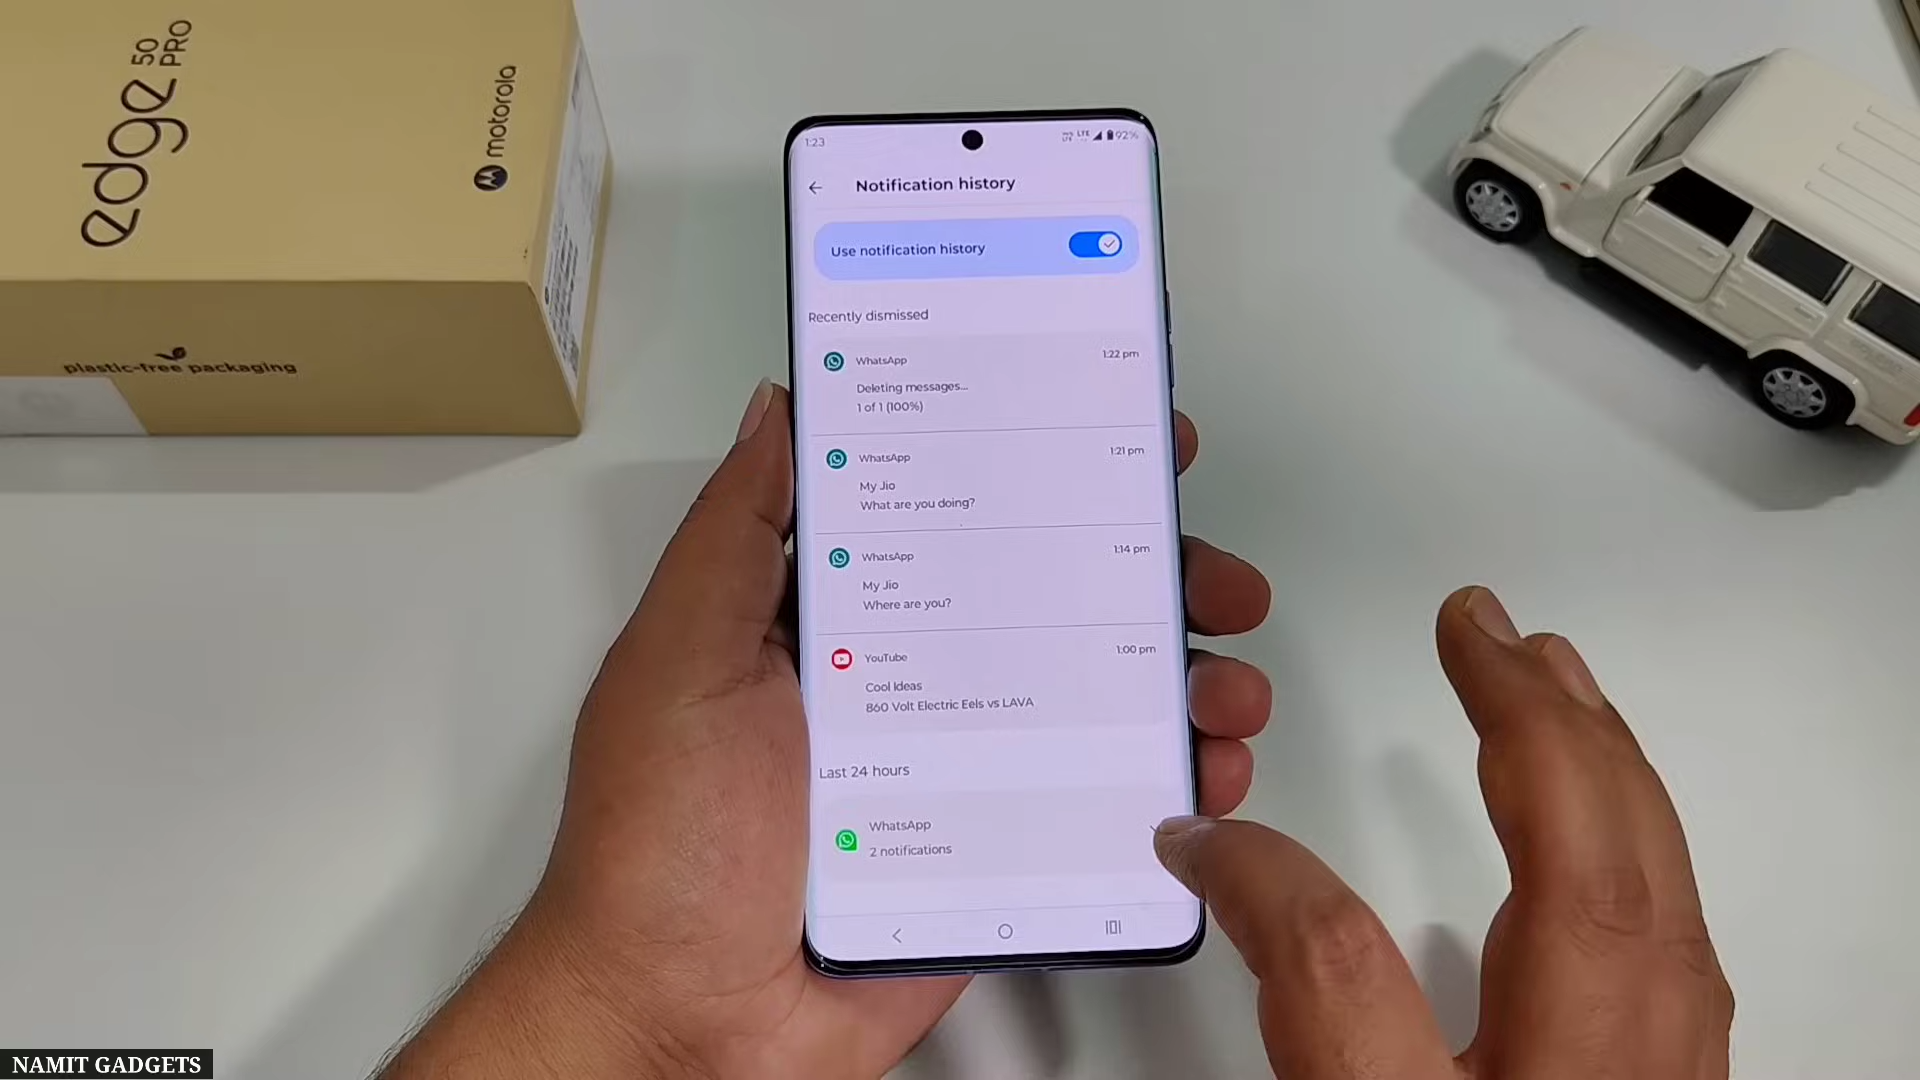 edge 50 PRO
motorola
plastic-free packaging
1:23
LTE
92%
Notification history
Use notification history
Recently dismissed
WhatsApp
1:22 pm
Deleting messages...
1 of 1 (100%)
WhatsApp
1:21 pm
My Jio
What are you doing?
WhatsApp
1:14 pm
My Jio
Where are you?
YouTube
1:00 pm
Cool Ideas
860 Volt Electric Eels vs LAVA
Last 24 hours
WhatsApp
2 notifications
NAMIT GADGETS